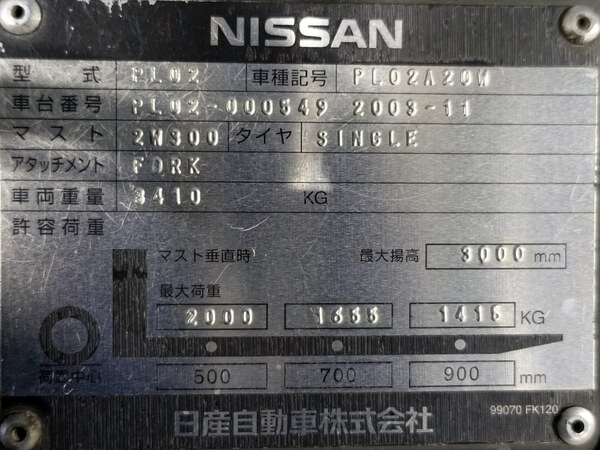 NISSAN
型式 PL02 車種記号 PL02A20W
車台番号 PL02-000549 2003-11
マスト 2W300 タイヤ SINGLE
アタッチメント FORK
車両重量 3410 KG
許容荷重
マスト垂直時 最大揚高 3000 mm
最大荷重
2000 1655 1415 KG
荷重中心 500 700 900 mm
日産自動車株式会社 99070 FK120